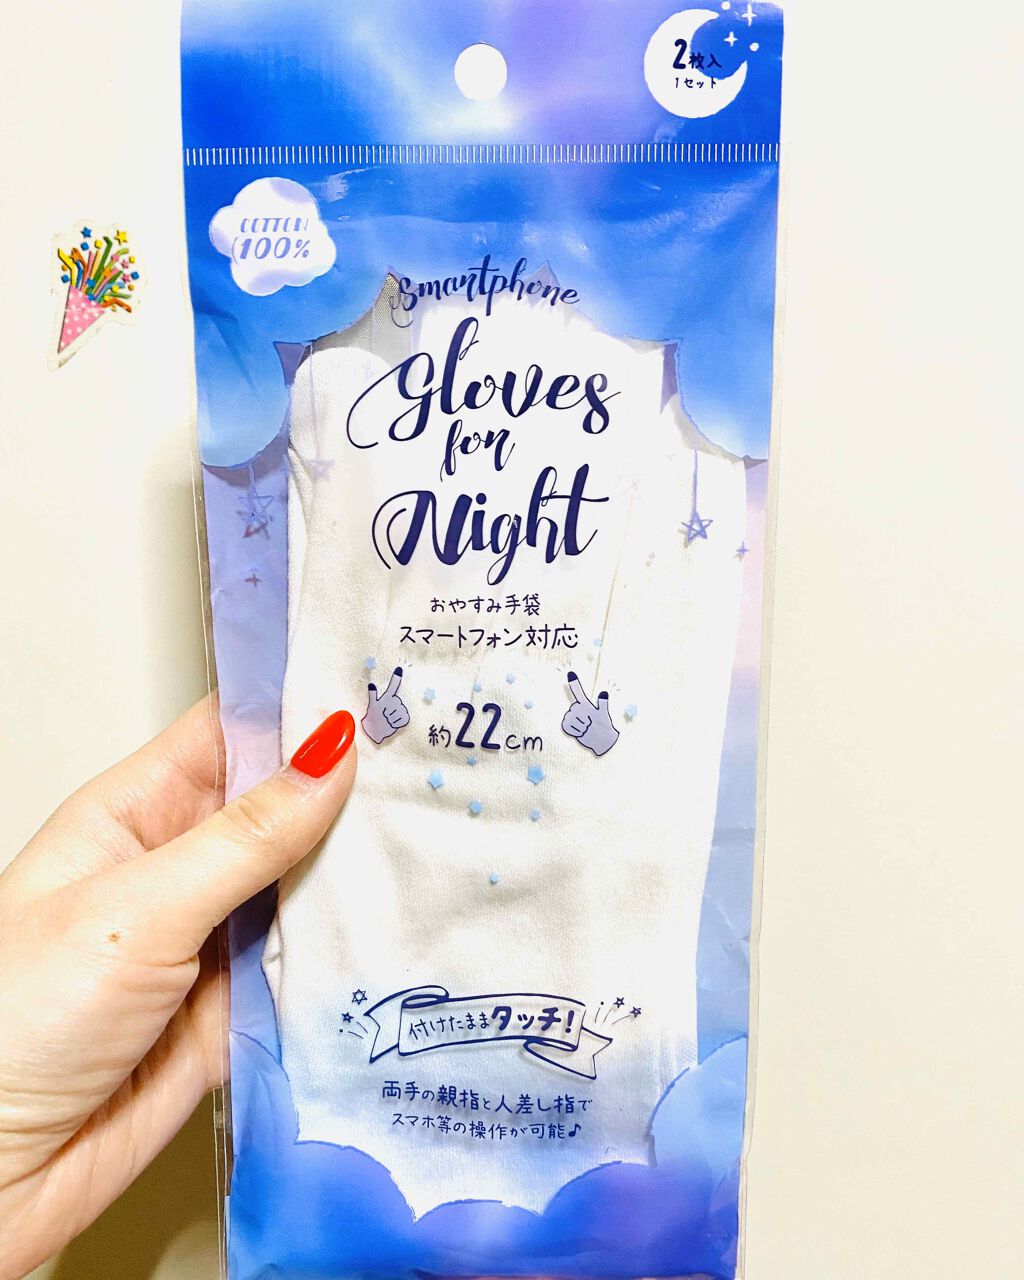 2枚入
1セット
COTTON
100%
Smartphone
Gloves
for
Night
おやすみ手袋
スマートフォン対応
約22cm
付けたままタッチ!
両手の親指と人差し指で
スマホ等の操作が可能♪